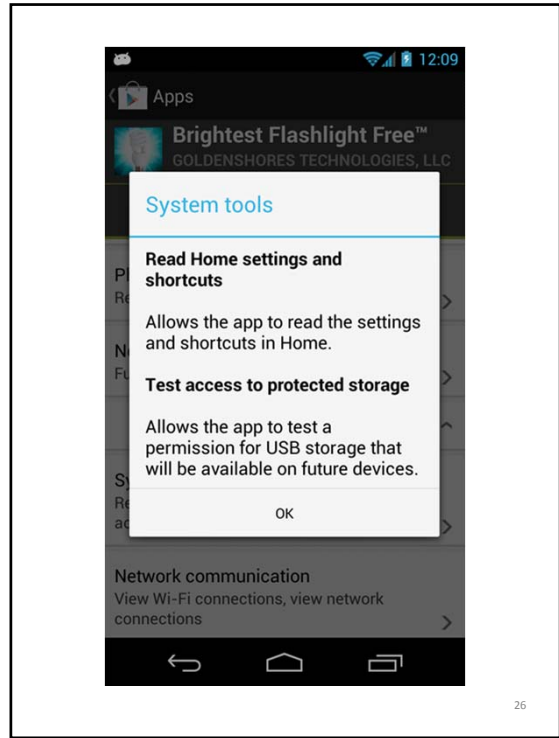 12:09
Apps
Brightest Flashlight Free™
GOLDENSHORES TECHNOLOGIES, LLC
System tools
Read Home settings and
shortcuts
Allows the app to read the settings
and shortcuts in Home.
Test access to protected storage
Allows the app to test a
permission for USB storage that
will be available on future devices.
OK
Network communication
View Wi-Fi connections, view network
connections
26